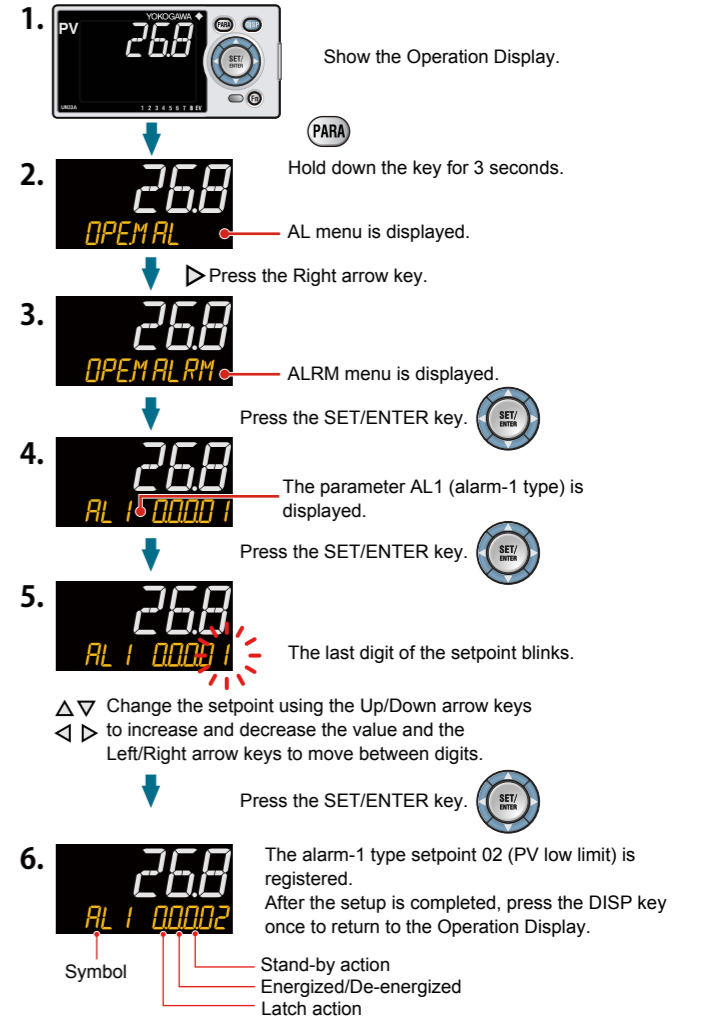 1.
YOKOGAWA
PV
26.8
PARA
DISP
SET/
ENTER
UM33A
1 2 3 4 5 6 7 8 EV
Fn
Show the Operation Display.
PARA
Hold down the key for 3 seconds.
2.
26.8
OPE.M AL
AL menu is displayed.
Press the Right arrow key.
3.
26.8
OPE.M ALRM
ALRM menu is displayed.
Press the SET/ENTER key.
SET/
ENTER
4.
26.8
AL 1 0.0.0.0 1
The parameter AL1 (alarm-1 type) is
displayed.
Press the SET/ENTER key.
SET/
ENTER
5.
26.8
AL 1 0.0.0.0 1
The last digit of the setpoint blinks.
Change the setpoint using the Up/Down arrow keys
to increase and decrease the value and the
Left/Right arrow keys to move between digits.
Press the SET/ENTER key.
SET/
ENTER
6.
26.8
AL 1 0.0.0.02
The alarm-1 type setpoint 02 (PV low limit) is
registered.
After the setup is completed, press the DISP key
once to return to the Operation Display.
Symbol
Stand-by action
Energized/De-energized
Latch action